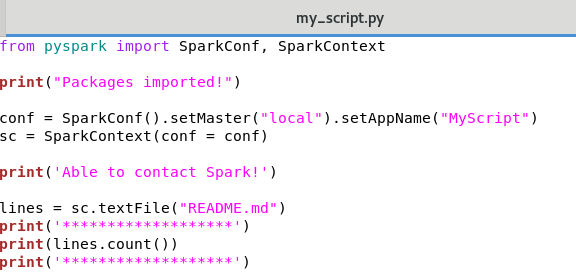 my_script.py
from pyspark import SparkConf, SparkContext
print("Packages imported!")
conf = SparkConf().setMaster("local").setAppName("MyScript")
sc = SparkContext(conf = conf)
print('Able to contact Spark!')
lines = sc.textFile("README.md")
print('*******************')
print(lines.count())
print('*******************')